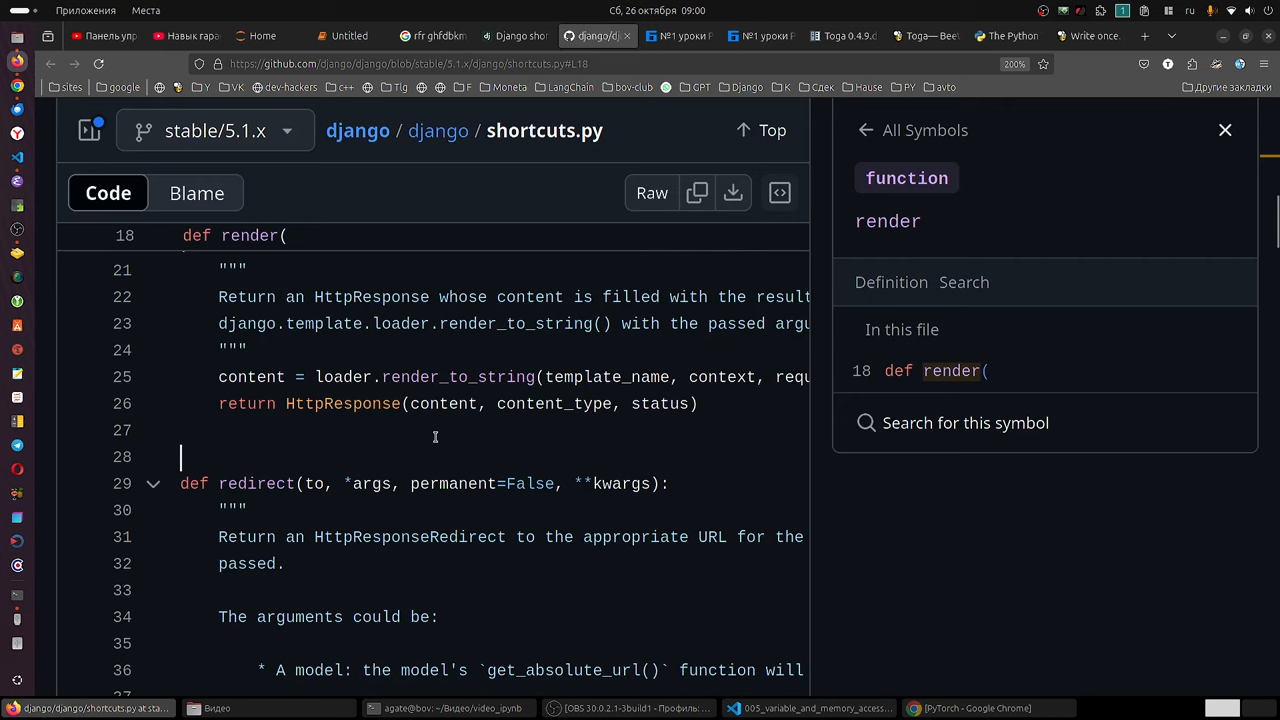 Приложения Места Сб, 26 октября 09:00 1 ru
Панель упр Навык гара Home Untitled rfr ghfdbkm Django shor django/dj №1 уроки P №1 уроки P Toga 0.4.9.d Toga—Bee The Python Write once.
https://github.com/django/django/blob/stable/5.1.x/django/shortcuts.py#L18 200%
sites google Y VK dev-hackers c++ Tlg F Moneta LangChain bov-club GPT Django K Сдек Hause PY avto Другие закладки
stable/5.1.x django / django / shortcuts.py Top
Code Blame Raw
18 def render(
21 """
22 Return an HttpResponse whose content is filled with the result
23 django.template.loader.render_to_string() with the passed argu
24 """
25 content = loader.render_to_string(template_name, context, requ
26 return HttpResponse(content, content_type, status)
27
28
29 def redirect(to, *args, permanent=False, **kwargs):
30 """
31 Return an HttpResponseRedirect to the appropriate URL for the
32 passed.
33
34 The arguments could be:
35
36 * A model: the model's `get_absolute_url()` function will
All Symbols
function
render
Definition Search
In this file
18 def render(
Search for this symbol
django/django/shortcuts.py at sta... Видео agate@bov: ~/Видео/video_ipynb [OBS 30.0.2.1-3build1 - Профиль: ... 005_variable_and_memory_access... [PyTorch - Google Chrome]